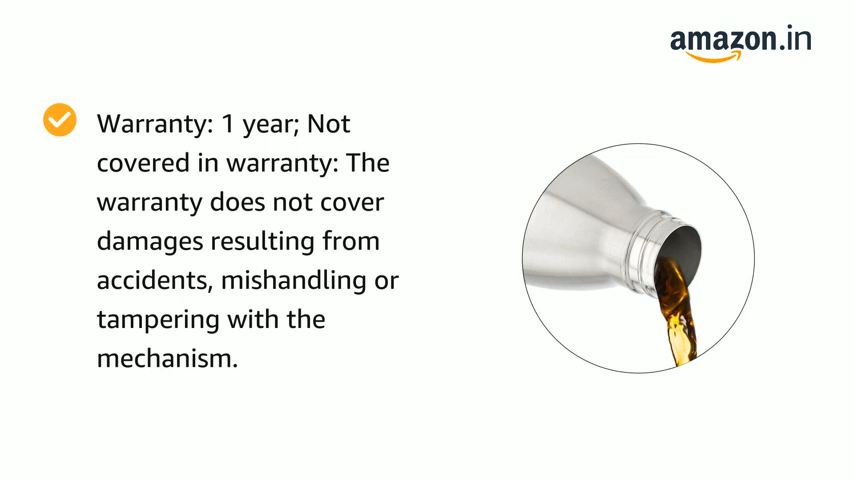 amazon.in
Warranty: 1 year; Not
covered in warranty: The
warranty does not cover
damages resulting from
accidents, mishandling or
tampering with the
mechanism.